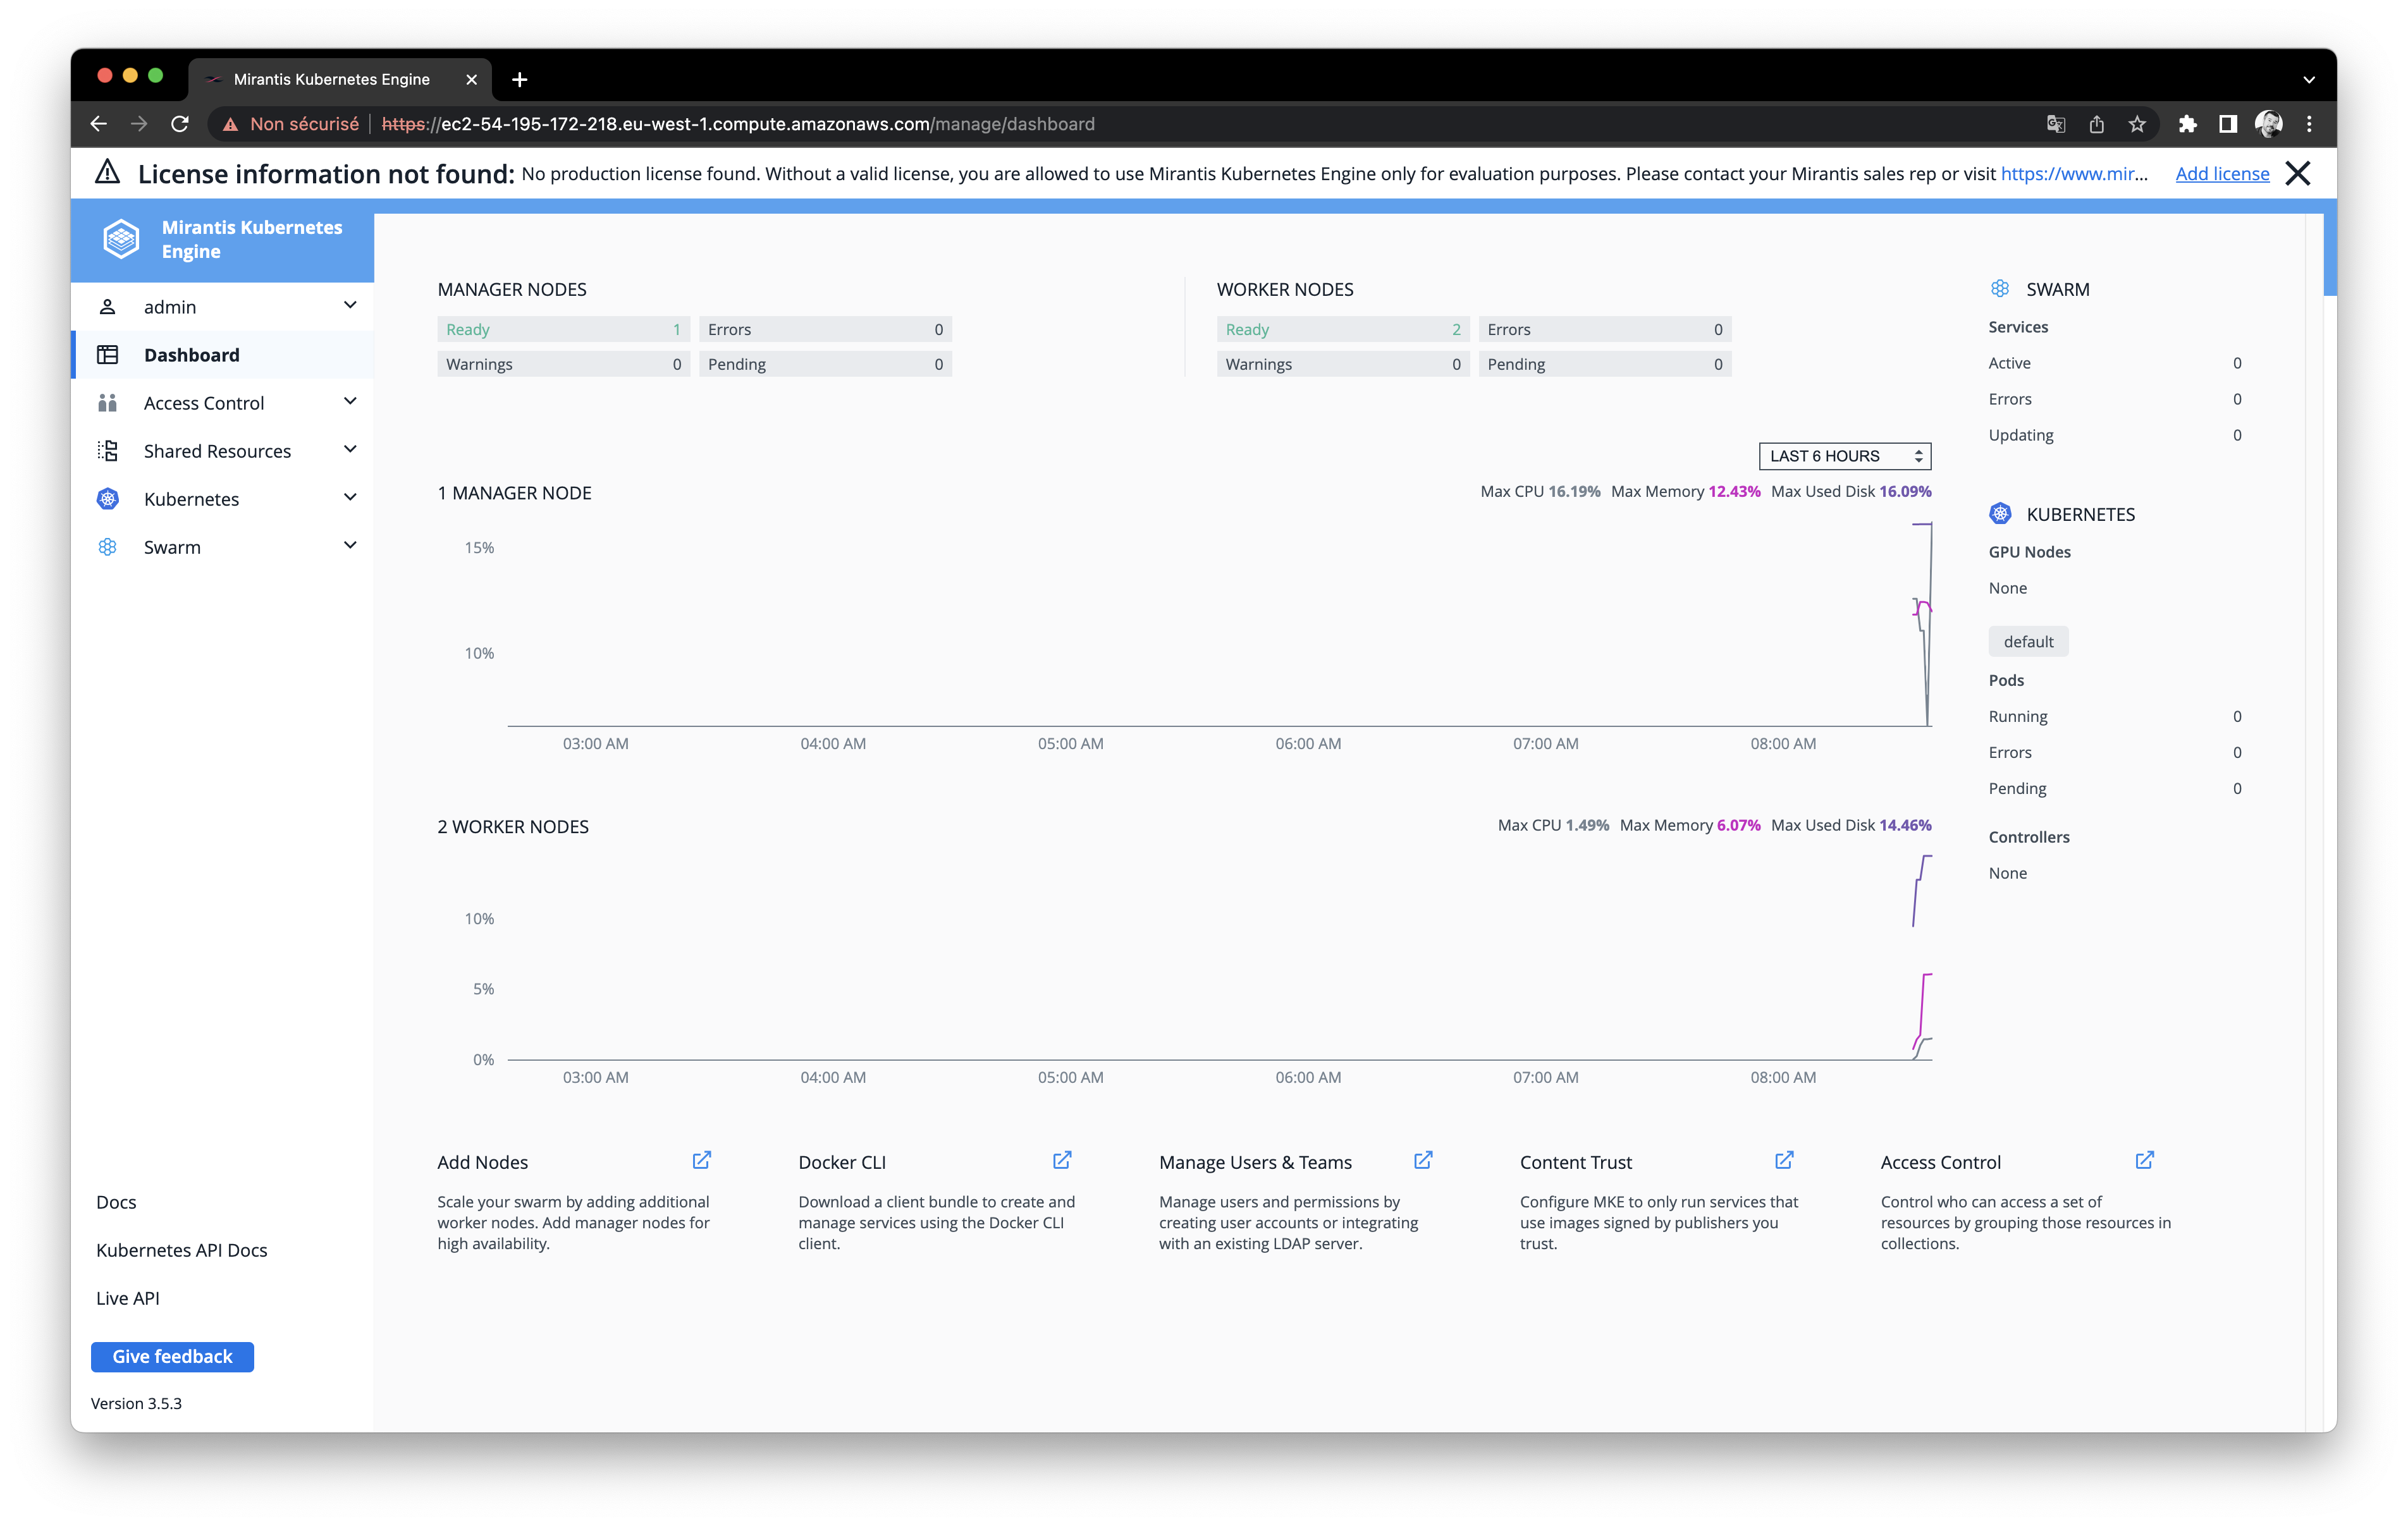 Mirantis Kubernetes Engine
Non sécurisé
https://ec2-54-195-172-218.eu-west-1.compute.amazonaws.com/manage/dashboard
License information not found: No production license found. Without a valid license, you are allowed to use Mirantis Kubernetes Engine only for evaluation purposes. Please contact your Mirantis sales rep or visit https://www.mir... Add license
Mirantis Kubernetes
Engine
admin
Dashboard
Access Control
Shared Resources
Kubernetes
Swarm
Docs
Kubernetes API Docs
Live API
Give feedback
Version 3.5.3
MANAGER NODES
Ready 1 Errors 0
Warnings 0 Pending 0
WORKER NODES
Ready 2 Errors 0
Warnings 0 Pending 0
LAST 6 HOURS
1 MANAGER NODE
Max CPU 16.19% Max Memory 12.43% Max Used Disk 16.09%
15%
10%
03:00 AM 04:00 AM 05:00 AM 06:00 AM 07:00 AM 08:00 AM
2 WORKER NODES
Max CPU 1.49% Max Memory 6.07% Max Used Disk 14.46%
10%
5%
0%
03:00 AM 04:00 AM 05:00 AM 06:00 AM 07:00 AM 08:00 AM
SWARM
Services
Active 0
Errors 0
Updating 0
KUBERNETES
GPU Nodes
None
default
Pods
Running 0
Errors 0
Pending 0
Controllers
None
Add Nodes
Scale your swarm by adding additional
worker nodes. Add manager nodes for
high availability.
Docker CLI
Download a client bundle to create and
manage services using the Docker CLI
client.
Manage Users & Teams
Manage users and permissions by
creating user accounts or integrating
with an existing LDAP server.
Content Trust
Configure MKE to only run services that
use images signed by publishers you
trust.
Access Control
Control who can access a set of
resources by grouping those resources in
collections.